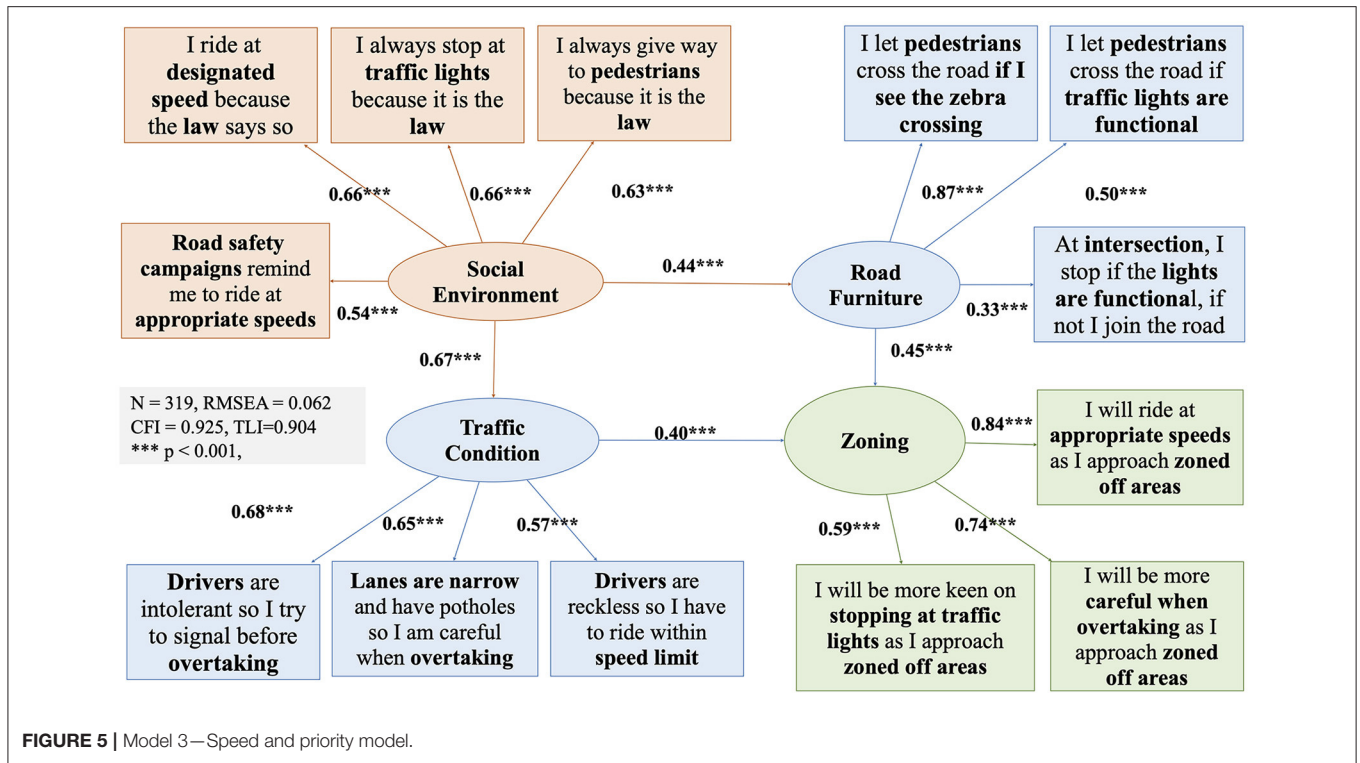 I ride at
designated
speed because
the law says so
I always stop at
traffic lights
because it is the
law
I always give way
to pedestrians
because it is the
law
I let pedestrians
cross the road if I
see the zebra
crossing
I let pedestrians
cross the road if
traffic lights are
functional
0.66***
0.66***
0.63***
0.87***
0.50***
Road safety
campaigns remind
me to ride at
appropriate speeds
0.54***
Social
Environment
0.44***
Road
Furniture
0.33***
At intersection, I
stop if the lights
are functional, if
not I join the road
0.67***
0.45***
N = 319, RMSEA = 0.062
CFI = 0.925, TLI=0.904
*** p < 0.001,
Traffic
Condition
0.40***
Zoning
0.84***
I will ride at
appropriate speeds
as I approach zoned
off areas
0.68***
0.65***
0.57***
0.59***
0.74***
Drivers are
intolerant so I try
to signal before
overtaking
Lanes are narrow
and have potholes
so I am careful
when overtaking
Drivers are
reckless so I have
to ride within
speed limit
I will be more keen on
stopping at traffic
lights as I approach
zoned off areas
I will be more
careful when
overtaking as I
approach zoned
off areas
FIGURE 5 | Model 3—Speed and priority model.